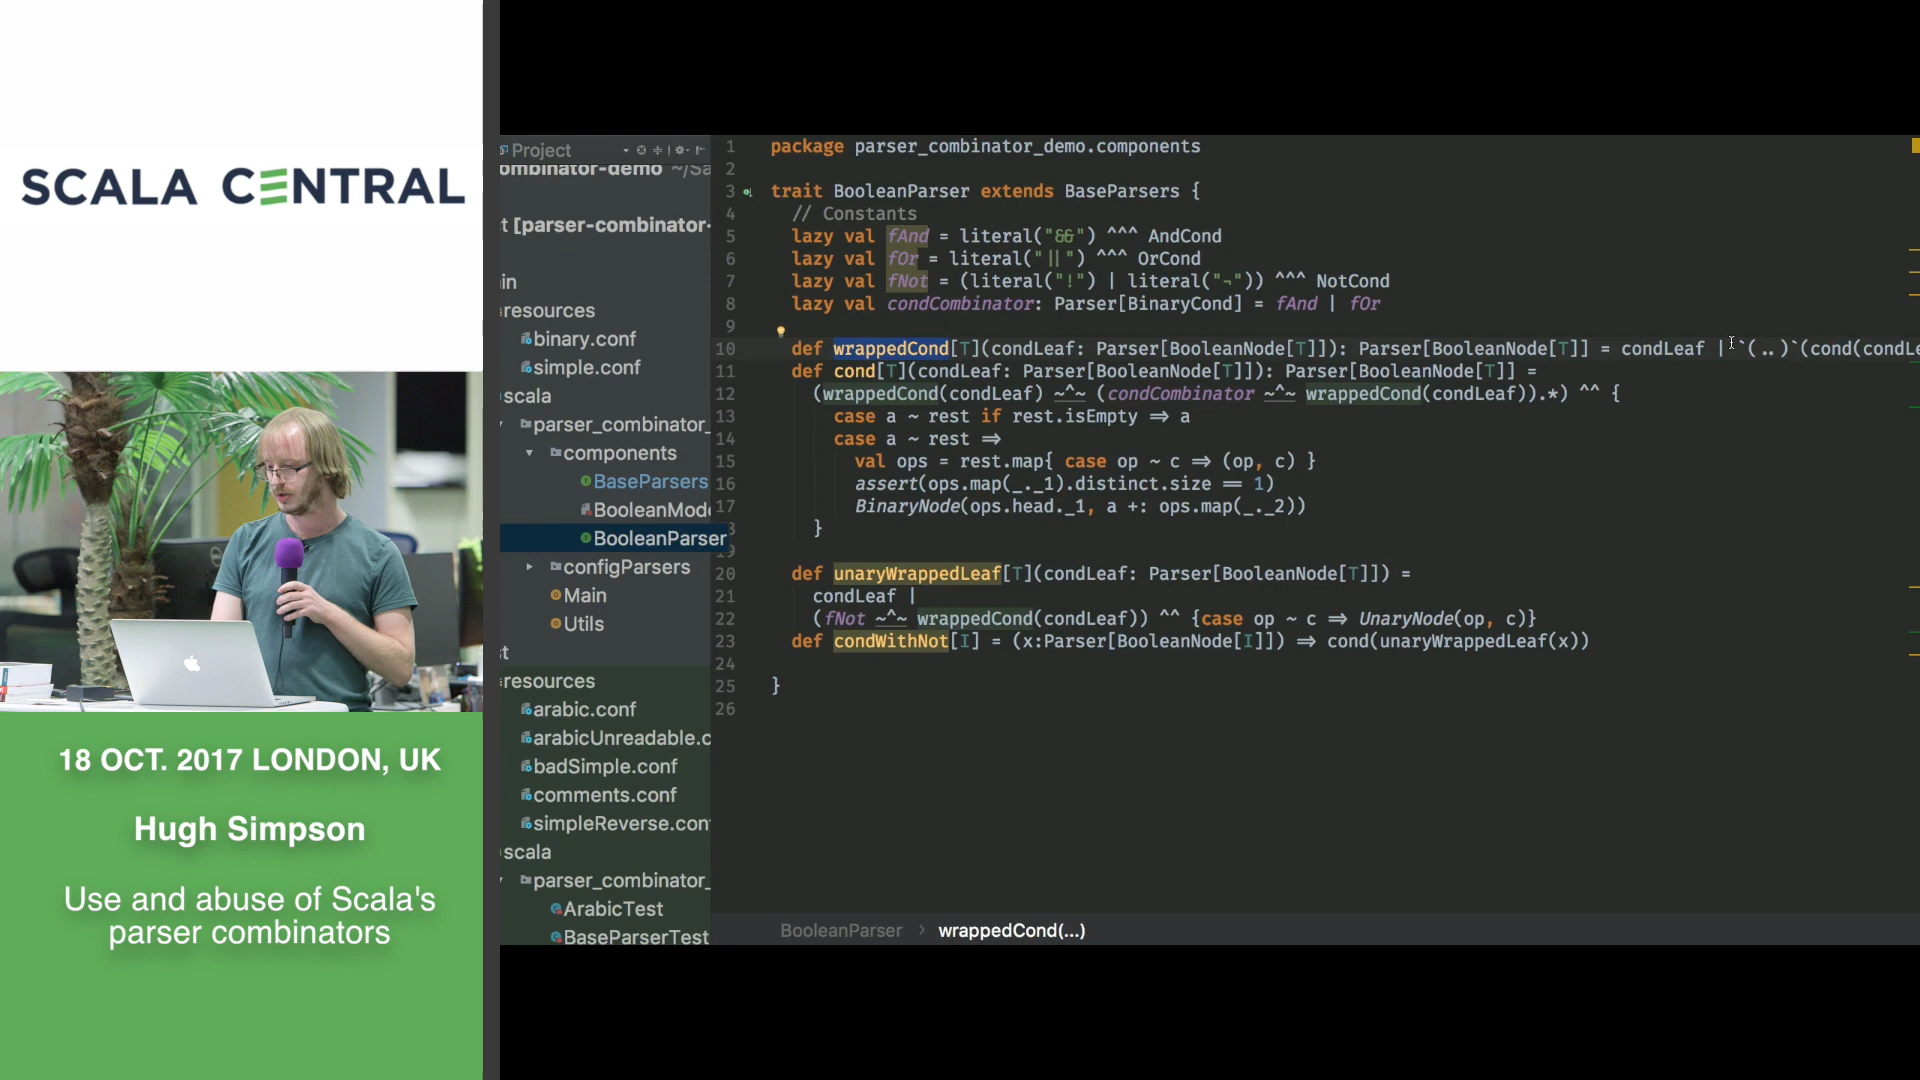 SCALA CENTRAL
18 OCT. 2017 LONDON, UK
Hugh Simpson
Use and abuse of Scala's
parser combinators
Project
ombinator-demo ~/Sa
t [parser-combinator-
in
resources
binary.conf
simple.conf
scala
parser_combinator_
components
BaseParsers
BooleanMode
BooleanParser
configParsers
Main
Utils
st
resources
arabic.conf
arabicUnreadable.c
badSimple.conf
comments.conf
simpleReverse.conf
scala
parser_combinator_
ArabicTest
BaseParserTest
1 package parser_combinator_demo.components
2
3 trait BooleanParser extends BaseParsers {
4 // Constants
5 lazy val fAnd = literal("&&") ^^^ AndCond
6 lazy val fOr = literal("||") ^^^ OrCond
7 lazy val fNot = (literal("!") | literal("¬")) ^^^ NotCond
8 lazy val condCombinator: Parser[BinaryCond] = fAnd | fOr
9
10 def wrappedCond[T](condLeaf: Parser[BooleanNode[T]]): Parser[BooleanNode[T]] = condLeaf | `(..)`(cond(condLe
11 def cond[T](condLeaf: Parser[BooleanNode[T]]): Parser[BooleanNode[T]] =
12 (wrappedCond(condLeaf) ~^~ (condCombinator ~^~ wrappedCond(condLeaf)).*) ^^ {
13 case a ~ rest if rest.isEmpty => a
14 case a ~ rest =>
15 val ops = rest.map{ case op ~ c => (op, c) }
16 assert(ops.map(_._1).distinct.size == 1)
17 BinaryNode(ops.head._1, a +: ops.map(_._2))
8 }
19
20 def unaryWrappedLeaf[T](condLeaf: Parser[BooleanNode[T]]) =
21 condLeaf |
22 (fNot ~^~ wrappedCond(condLeaf)) ^^ {case op ~ c => UnaryNode(op, c)}
23 def condWithNot[I] = (x:Parser[BooleanNode[I]]) => cond(unaryWrappedLeaf(x))
24
25 }
26
BooleanParser > wrappedCond(...)